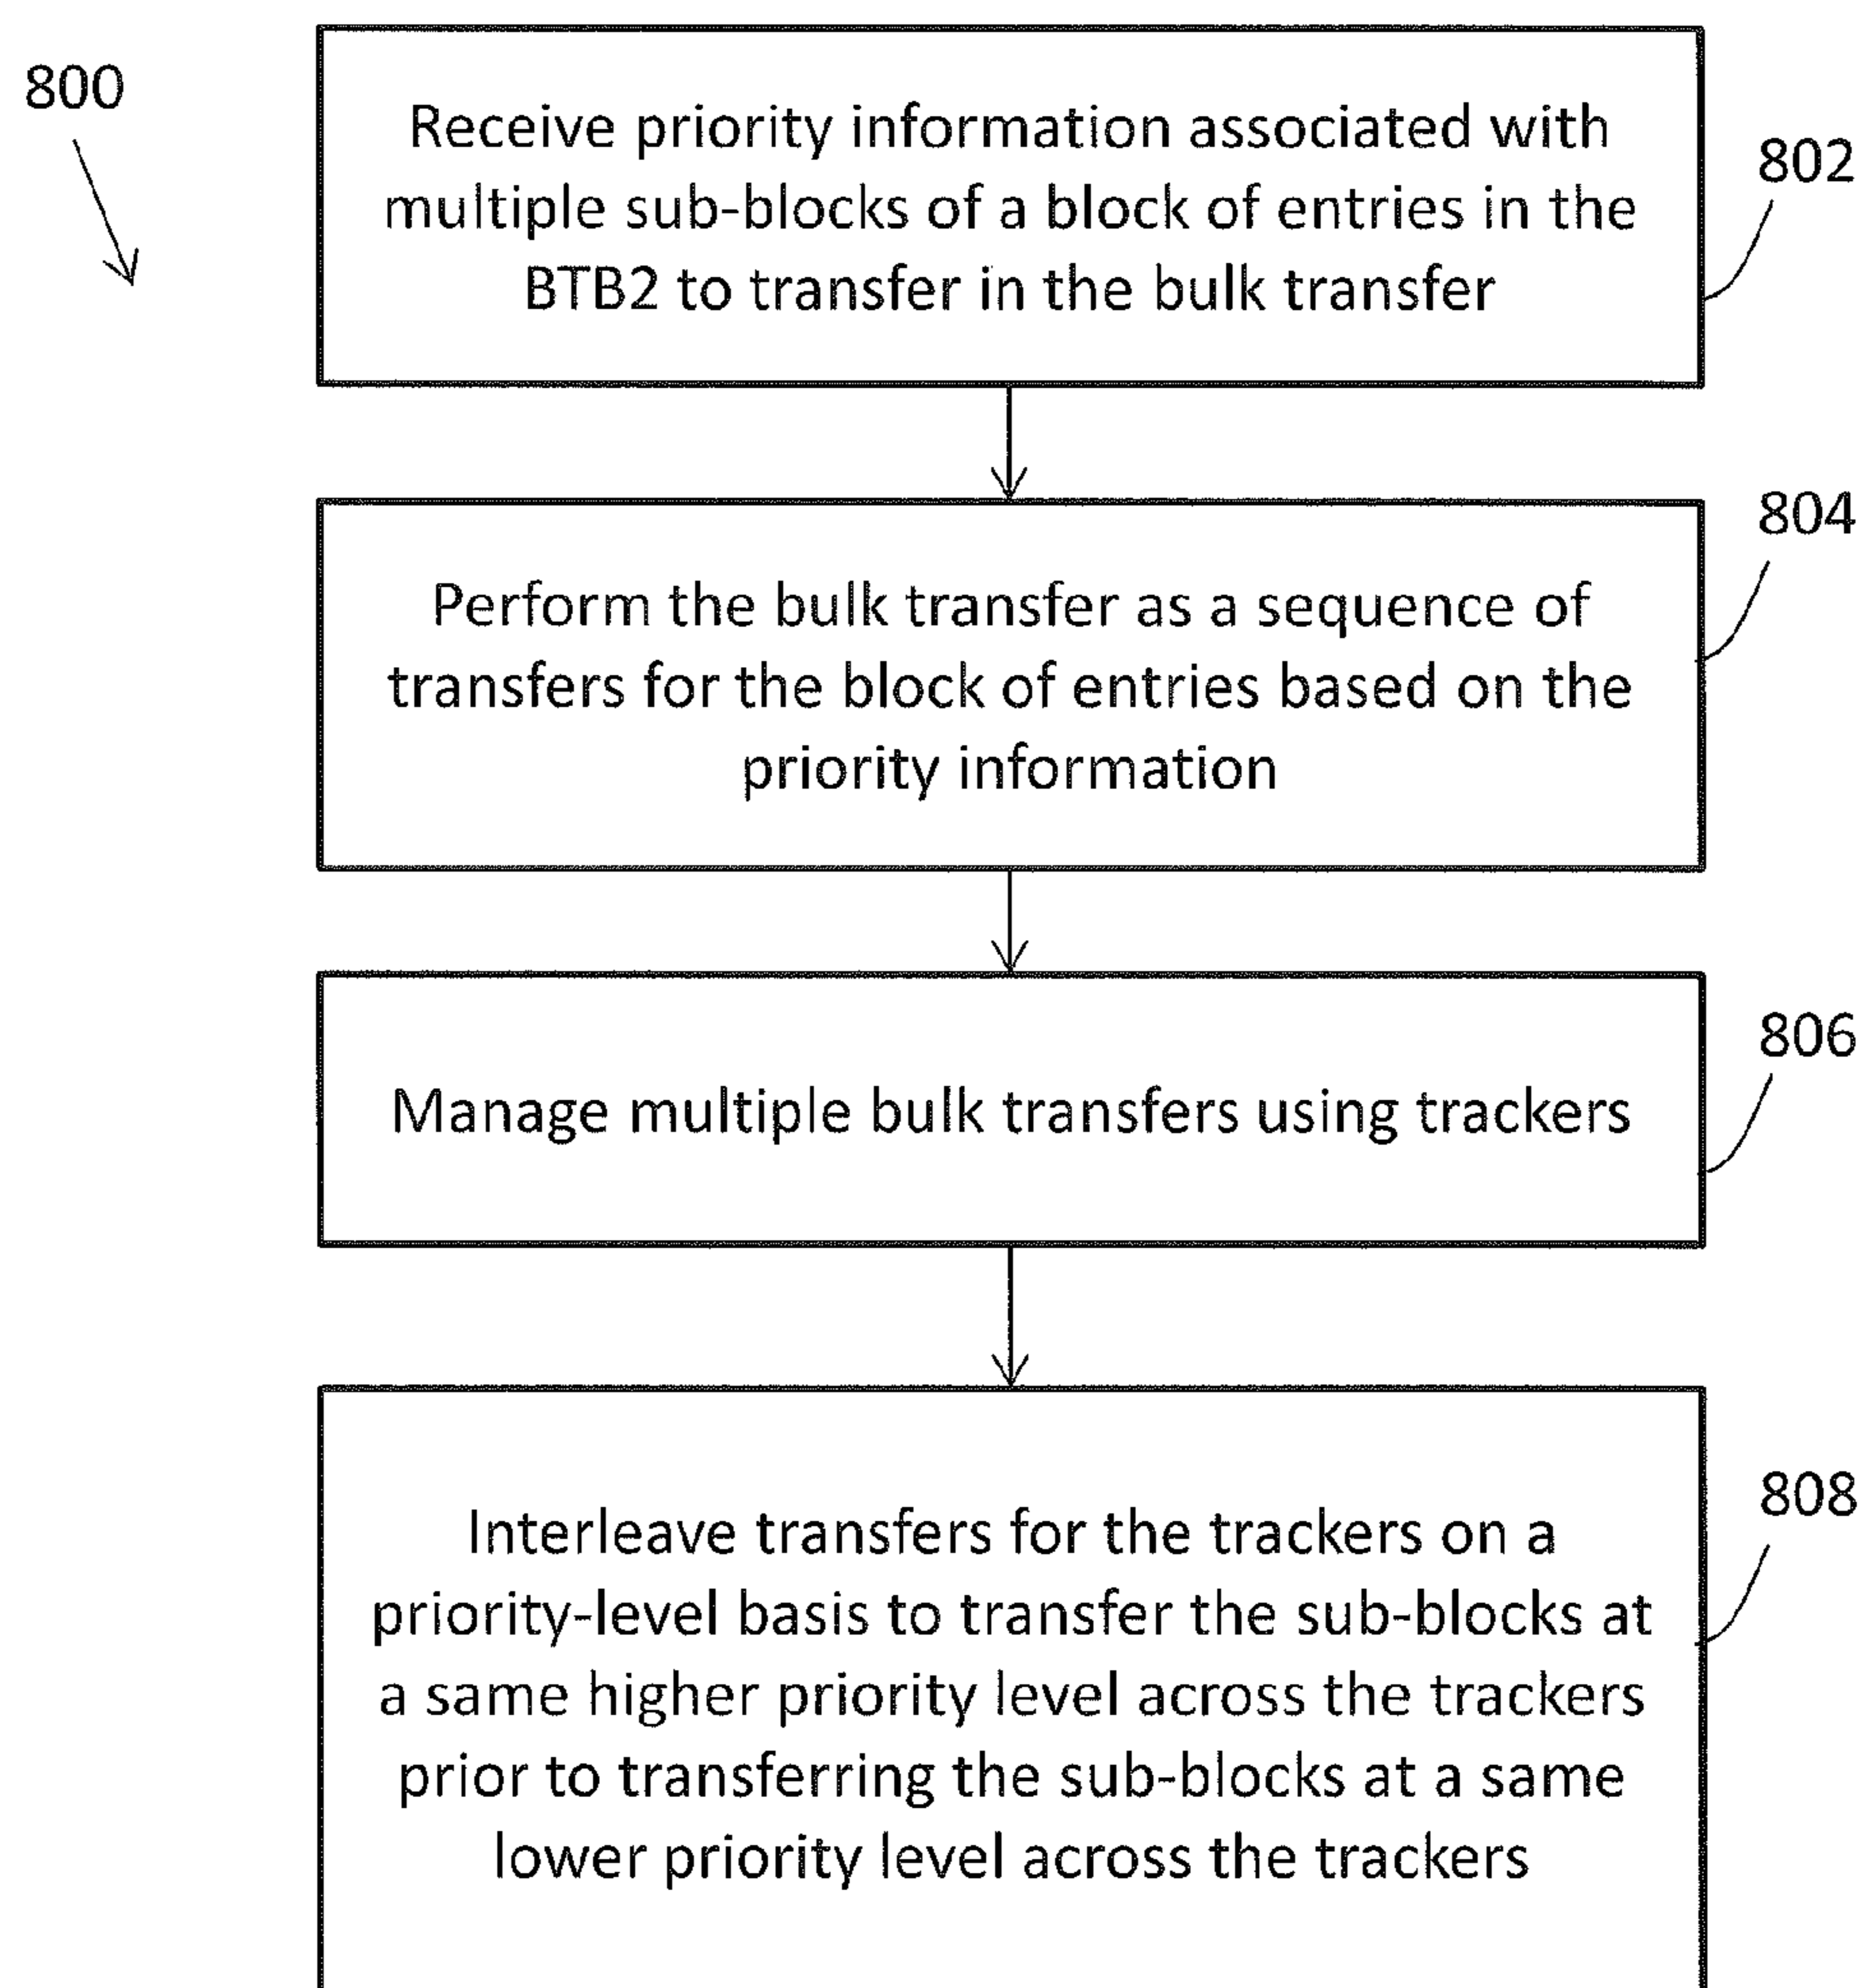 800
Receive priority information associated with
multiple sub-blocks of a block of entries in the
BTB2 to transfer in the bulk transfer
802
804
Perform the bulk transfer as a sequence of
transfers for the block of entries based on the
priority information
806
Manage multiple bulk transfers using trackers
808
Interleave transfers for the trackers on a
priority-level basis to transfer the sub-blocks at
a same higher priority level across the trackers
prior to transferring the sub-blocks at a same
lower priority level across the trackers